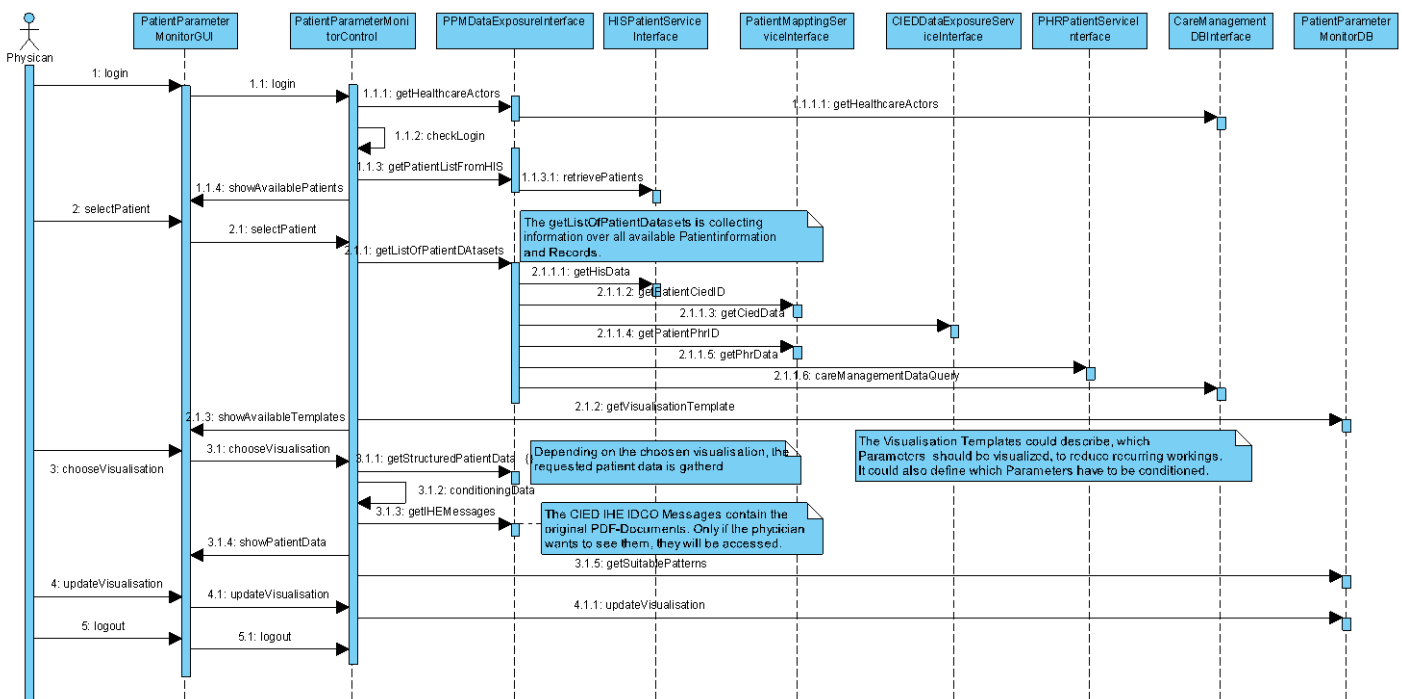 PatientParameter
MonitorGUI
PatientParameterMoni
torControl
PPMDataExposureInterface
HISPatientService
Interface
PatientMapptingSer
viceInterface
CIEDDataExposureServ
iceInterface
PHRPatientServiceI
nterface
CareManagement
DBInterface
PatientParameter
MonitorDB
Physican
1: login
1.1: login
1.1.1: getHealthcareActors
1.1.1.1: getHealthcareActors
1.1.2: checkLogin
1.1.3: getPatientListFromHIS
1.1.3.1: retrievePatients
1.1.4: showAvailablePatients
2: selectPatient
2.1: selectPatient
The getListOfPatientDatasets is collecting
information over all available Patientinformation
and Records.
2.1.1: getListOfPatientDAtasets
2.1.1.1: getHisData
2.1.1.2: getPatientCiedID
2.1.1.3: getCiedData
2.1.1.4: getPatientPhrID
2.1.1.5: getPhrData
2.1.1.6: careManagementDataQuery
2.1.2: getVisualisationTemplate
2.1.3: showAvailableTemplates
3: chooseVisualisation
3.1: chooseVisualisation
3.1.1: getStructuredPatientData ()
Depending on the choosen visualisation, the
requested patient data is gatherd
The Visualisation Templates could describe, which
Parameters should be visualized, to reduce recurring workings.
It could also define which Parameters have to be conditioned.
3.1.2: conditioningData
3.1.3: getIHEMessages
The CIED IHE IDCO Messages contain the
original PDF-Documents. Only if the phycician
wants to see them, they will be accessed.
3.1.4: showPatientData
3.1.5: getSuitablePatterns
4: updateVisualisation
4.1: updateVisualisation
4.1.1: updateVisualisation
5: logout
5.1: logout